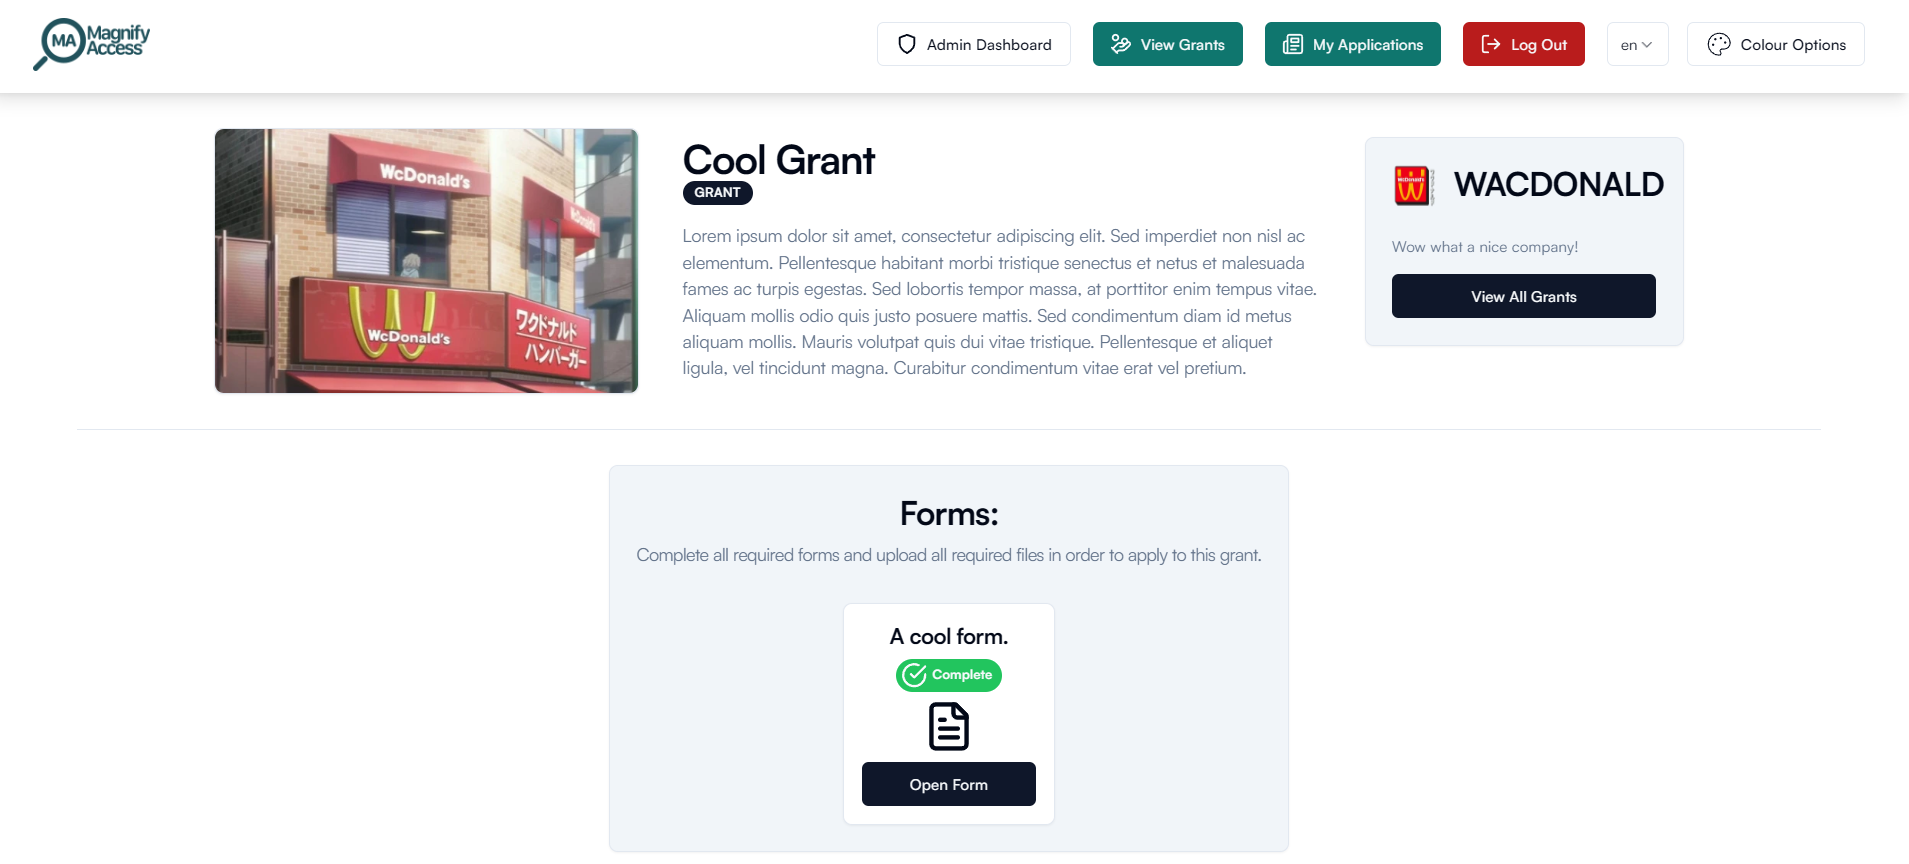 MA Magnify
Access
Admin Dashboard
View Grants
My Applications
Log Out
en
Colour Options
WcDonald's
WcDonald's
WcDonald's
ワクドナルド
ハンバーガー
Cool Grant
GRANT
Lorem ipsum dolor sit amet, consectetur adipiscing elit. Sed imperdiet non nisl ac
elementum. Pellentesque habitant morbi tristique senectus et netus et malesuada
fames ac turpis egestas. Sed lobortis tempor massa, at porttitor enim tempus vitae.
Aliquam mollis odio quis justo posuere mattis. Sed condimentum diam id metus
aliquam mollis. Mauris volutpat quis dui vitae tristique. Pellentesque et aliquet
ligula, vel tincidunt magna. Curabitur condimentum vitae erat vel pretium.
WACDONALD
Wow what a nice company!
View All Grants
Forms:
Complete all required forms and upload all required files in order to apply to this grant.
A cool form.
Complete
Open Form